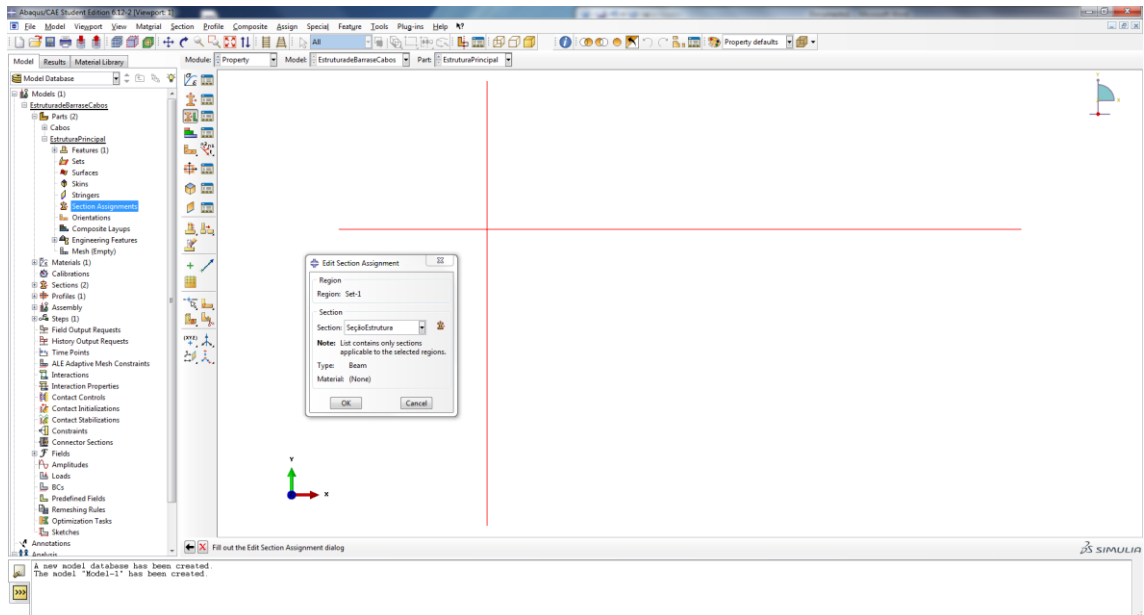 Abaqus/CAE Student Edition 6.12-2 [Viewport: 1]
File Model Viewport View Material Section Profile Composite Assign Special Feature Tools Plug-ins Help
All
Property defaults
Model Results Material Library
Module: Property Model: EstruturadeBarraseCabos Part: EstruturaPrincipal
Model Database
Models (1)
EstruturadeBarraseCabos
Parts (2)
Cabos
EstruturaPrincipal
Features (1)
Sets
Surfaces
Skins
Stringers
Section Assignments
Orientations
Composite Layups
Engineering Features
Mesh (Empty)
Materials (1)
Calibrations
Sections (2)
Profiles (1)
Assembly
Steps (1)
Field Output Requests
History Output Requests
Time Points
ALE Adaptive Mesh Constraints
Interactions
Interaction Properties
Contact Controls
Contact Initializations
Contact Stabilizations
Constraints
Connector Sections
Fields
Amplitudes
Loads
BCs
Predefined Fields
Remeshing Rules
Optimization Tasks
Sketches
Annotations
Analysis
Edit Section Assignment
Region
Region: Set-1
Section
Section: SeçãoEstrutura
Note: List contains only sections
applicable to the selected regions.
Type: Beam
Material: (None)
OK Cancel
Y
X
Fill out the Edit Section Assignment dialog
SIMULIA
A new model database has been created.
The model "Model-1" has been created.
>>>